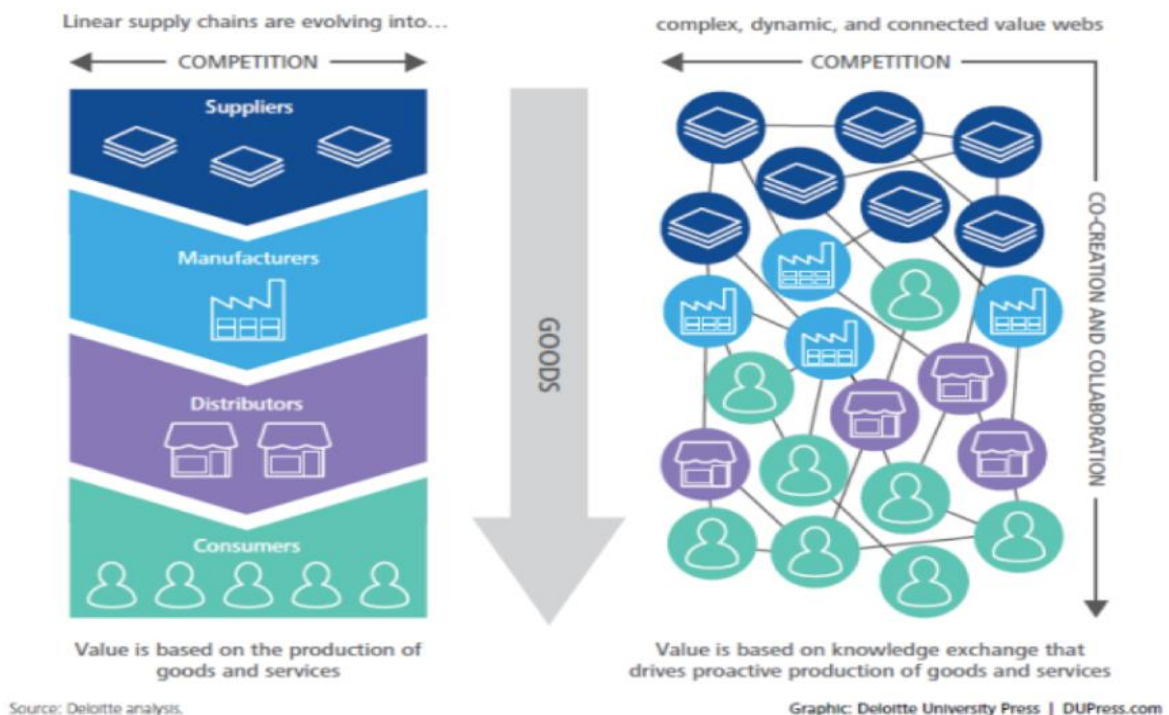 Linear supply chains are evolving into…
complex, dynamic, and connected value webs
COMPETITION
COMPETITION
Suppliers
Manufacturers
Distributors
Consumers
GOODS
CO-CREATION AND COLLABORATION
Value is based on the production of
goods and services
Value is based on knowledge exchange that
drives proactive production of goods and services
Source: Deloitte analysis.
Graphic: Deloitte University Press | DUPress.com